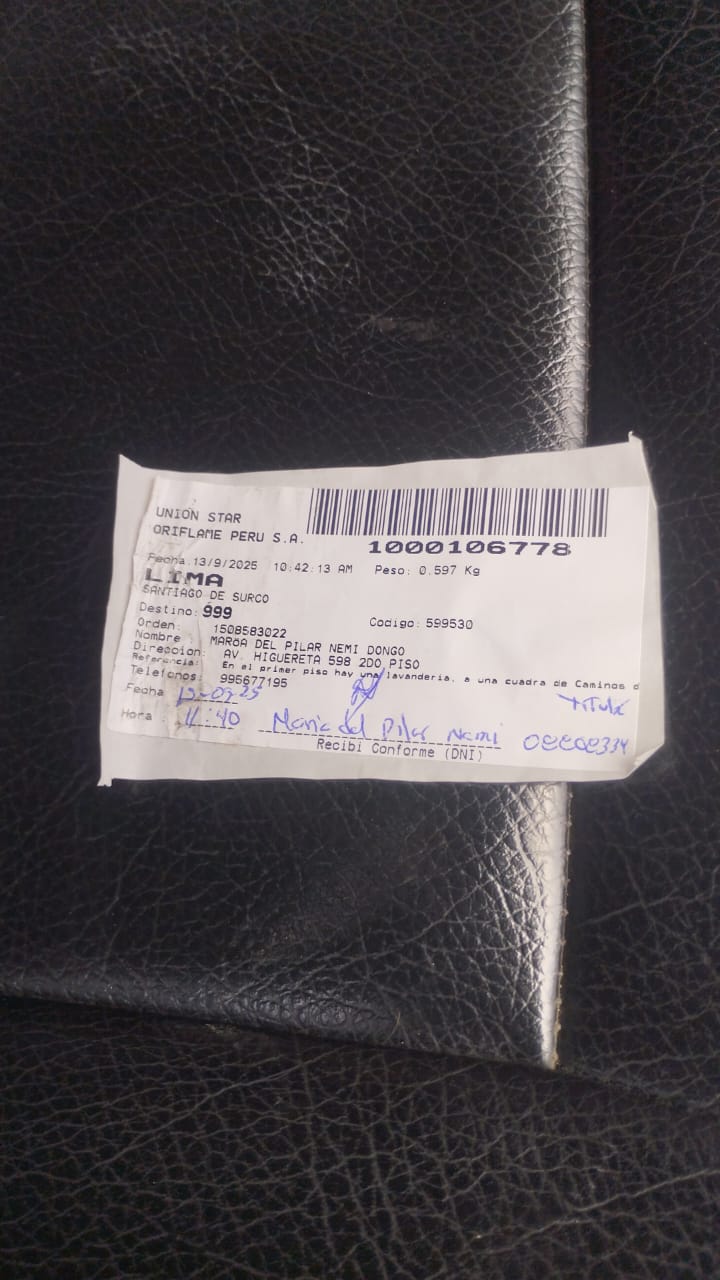 UNION STAR
ORIFLAME PERU S.A.
1000106778
Fecha:13/9/2025 10:42:13 AM Peso: 0.597 Kg
LIMA
SANTIAGO DE SURCO
Destino: 999
Codigo: 599530
Orden: 1508583022
Nombre MARÖA DEL PILAR NEMI DONGO
Direccion: AV. HIGUERETA 598 2DO PISO
Referencia: En el primer piso hay una lavanderia, a una cuadra de Caminos d
Telefonos: 995677195
Fecha
Hora : 11:40 Maria del Pilar Nemi
Recibi Conforme (DNI)